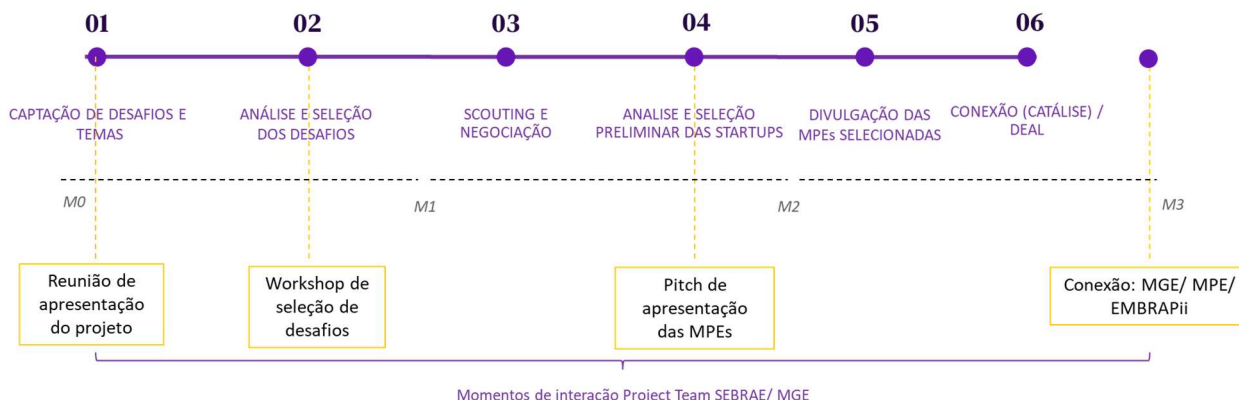 01
02
03
04
05
06
CAPTAÇÃO DE DESAFIOS E
TEMAS
ANÁLISE E SELEÇÃO
DOS DESAFIOS
SCOUTING E
NEGOCIAÇÃO
ANALISE E SELEÇÃO
PRELIMINAR DAS STARTUPS
DIVULGAÇÃO DAS
MPEs SELECIONADAS
CONEXÃO (CATÁLISE) /
DEAL
M0
M1
M2
M3
Reunião de
apresentação
do projeto
Workshop de
seleção de
desafios
Pitch de
apresentação
das MPEs
Conexão: MGE/ MPE/
EMBRAPii
Momentos de interação Project Team SEBRAE/ MGE